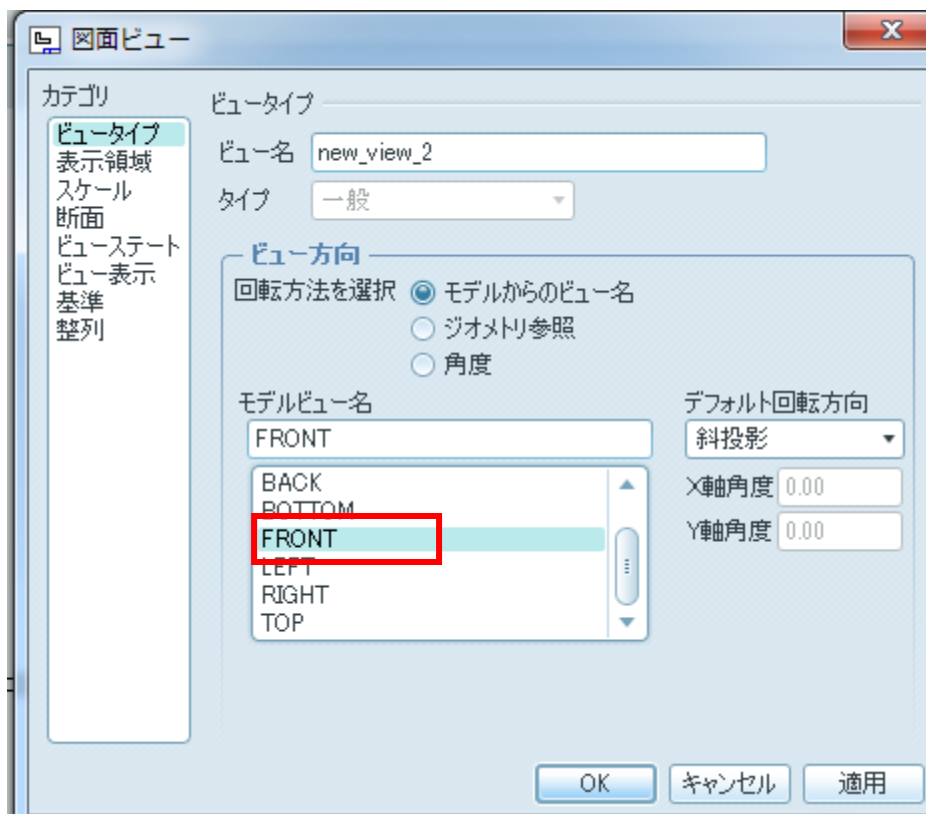 図面ビュー
カテゴリ
ビュータイプ
表示領域
スケール
断面
ビューステート
ビュー表示
基準
整列
ビュータイプ
ビュー名 new_view_2
タイプ 一般
ビュー方向
回転方法を選択 モデルからのビュー名
ジオメトリ参照
角度
モデルビュー名
FRONT
BACK
BOTTOM
FRONT
LEFT
RIGHT
TOP
デフォルト回転方向
斜投影
X軸角度 0.00
Y軸角度 0.00
OK キャンセル 適用